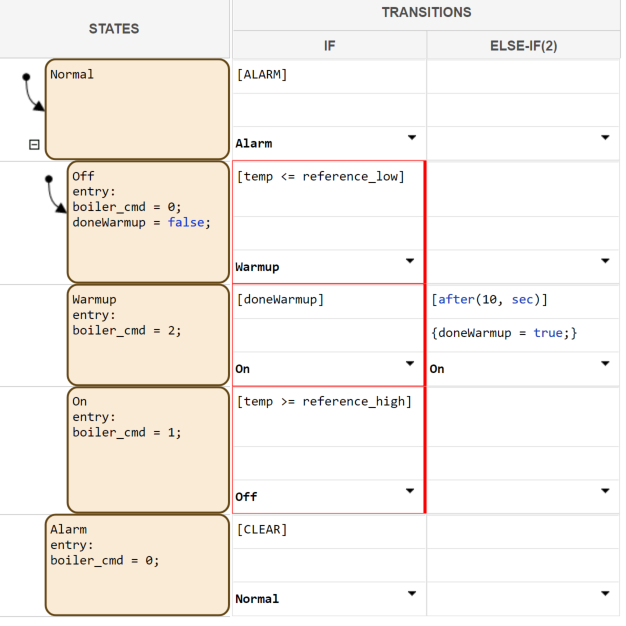 STATES
TRANSITIONS
IF
ELSE-IF(2)
Normal
[ALARM]
Alarm
Off
entry:
boiler_cmd = 0;
doneWarmup = false;
[temp <= reference_low]
Warmup
Warmup
entry:
boiler_cmd = 2;
[doneWarmup]
On
[after(10, sec)]
{doneWarmup = true;}
On
On
entry:
boiler_cmd = 1;
[temp >= reference_high]
Off
Alarm
entry:
boiler_cmd = 0;
[CLEAR]
Normal